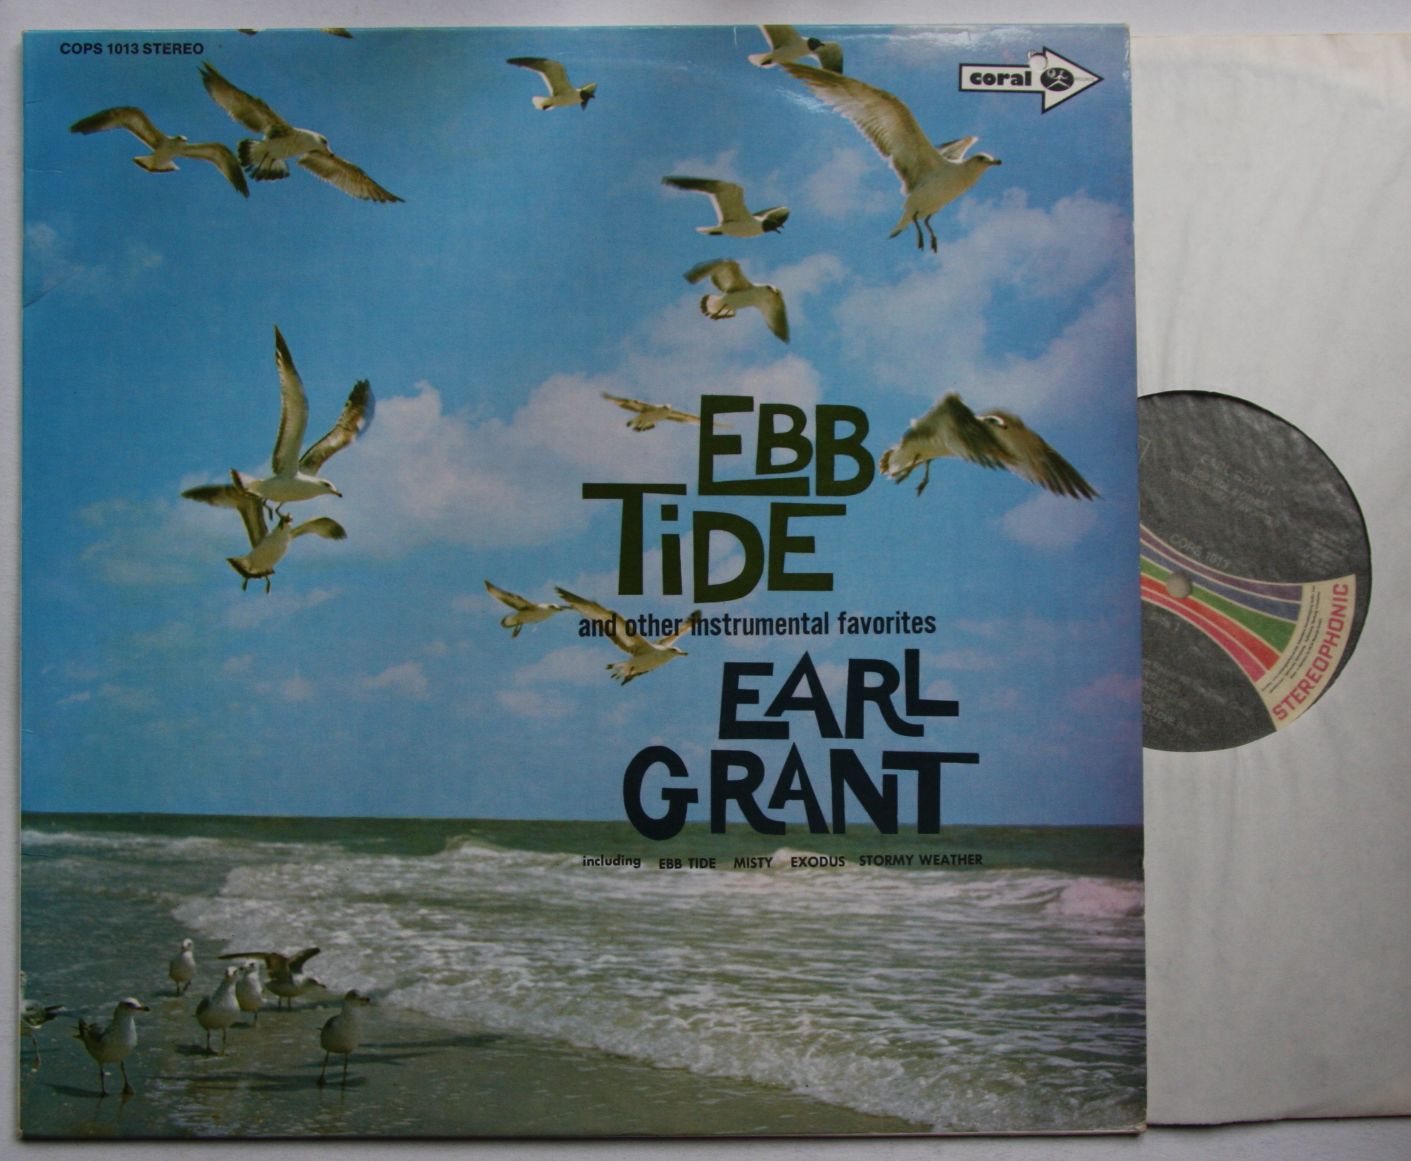 COPS 1013 STEREO
coral
EBB
TiDE
and other instrumental favorites
EARL
GRANT
including EBB TIDE MISTY EXODUS STORMY WEATHER
STEREOPHONIC